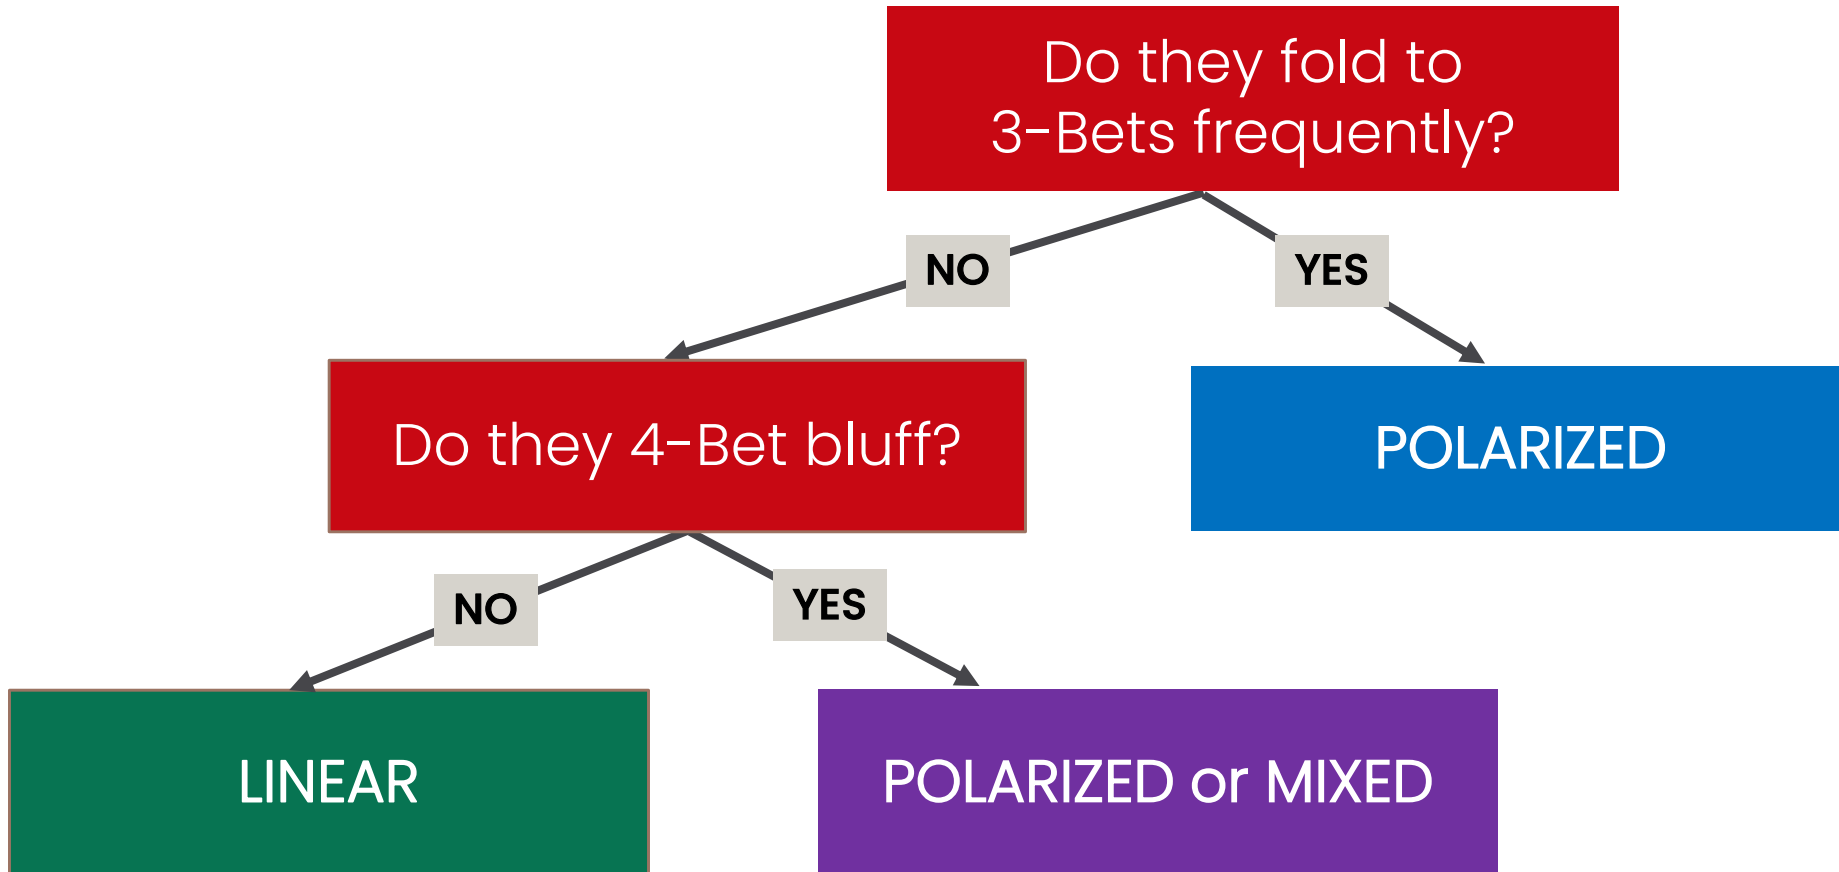 Do they fold to
3-Bets frequently?
NO
YES
Do they 4-Bet bluff?
POLARIZED
NO
YES
LINEAR
POLARIZED or MIXED